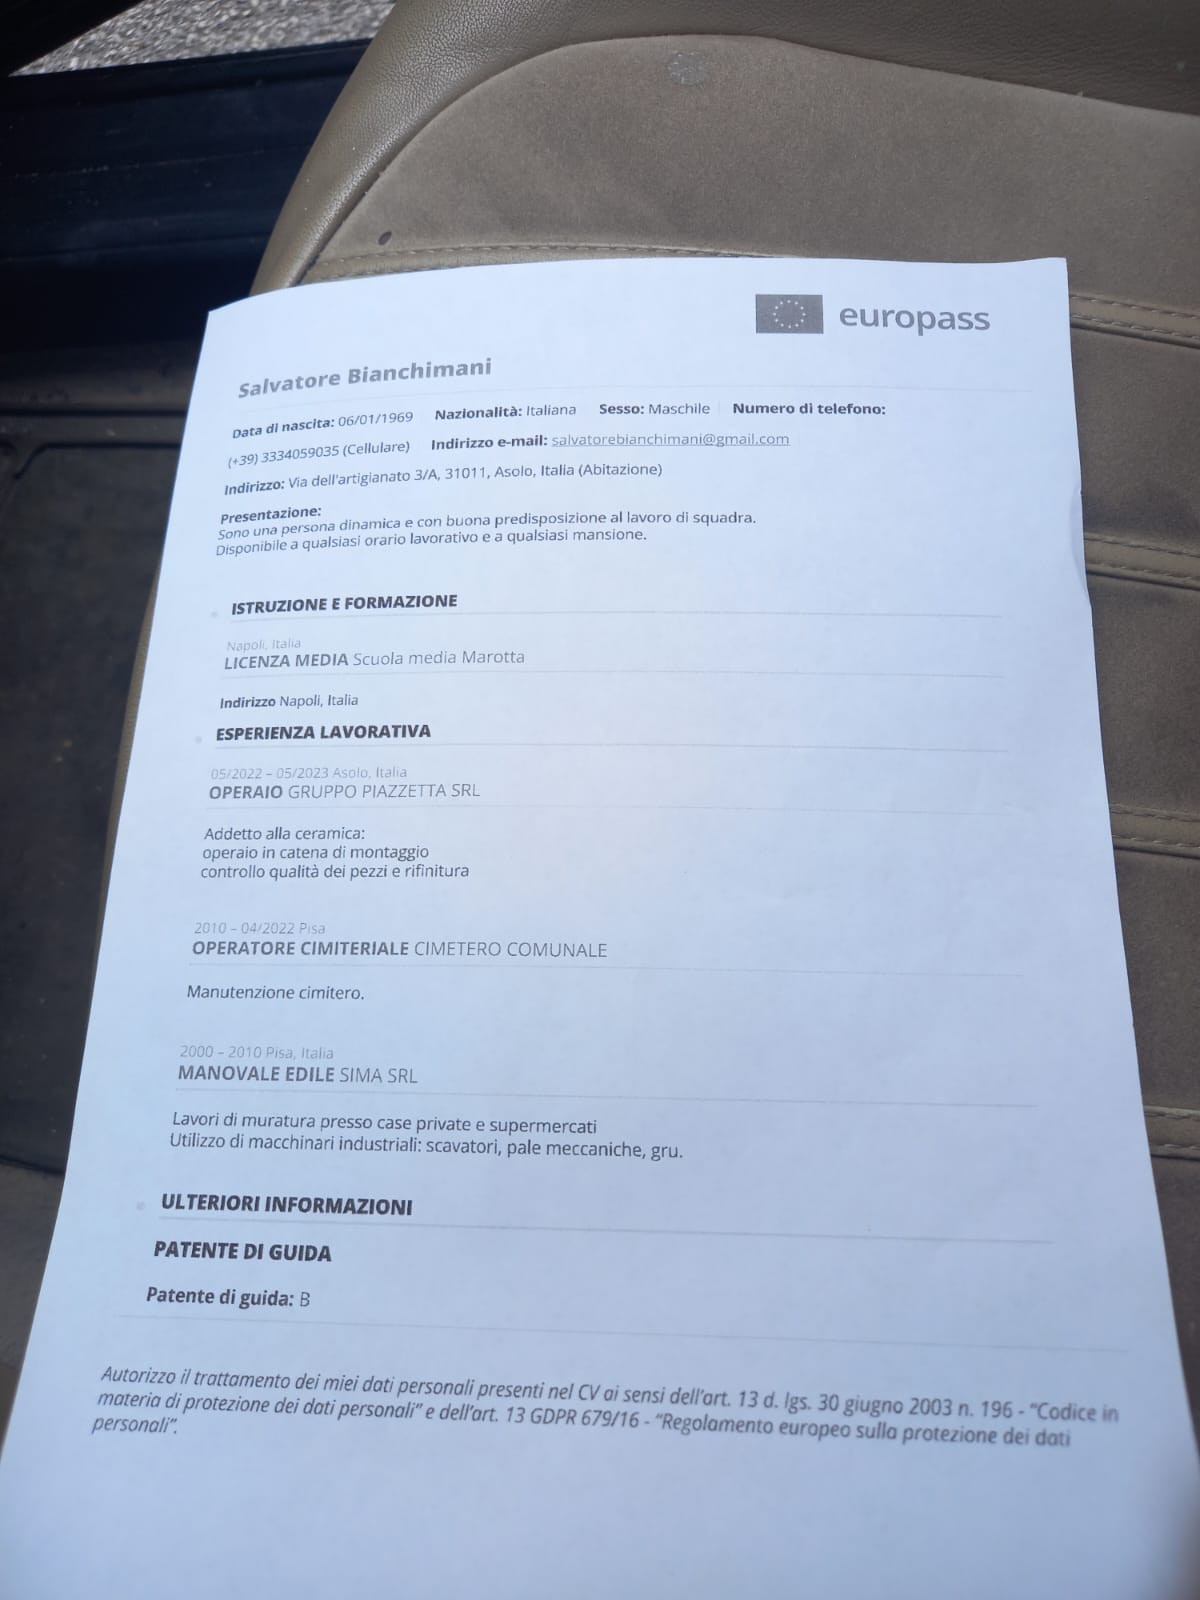 europass
Salvatore Bianchimani
Data di nascita: 06/01/1969 Nazionalità: Italiana Sesso: Maschile Numero di telefono:
(+39) 3334059035 (Cellulare) Indirizzo e-mail: salvatorebianchimani@gmail.com
Indirizzo: Via dell'artigianato 3/A, 31011, Asolo, Italia (Abitazione)
Presentazione:
Sono una persona dinamica e con buona predisposizione al lavoro di squadra.
Disponibile a qualsiasi orario lavorativo e a qualsiasi mansione.
ISTRUZIONE E FORMAZIONE
Napoli, Italia
LICENZA MEDIA Scuola media Marotta
Indirizzo Napoli, Italia
ESPERIENZA LAVORATIVA
05/2022 – 05/2023 Asolo, Italia
OPERAIO GRUPPO PIAZZETTA SRL
Addetto alla ceramica:
operaio in catena di montaggio
controllo qualità dei pezzi e rifinitura
2010 – 04/2022 Pisa
OPERATORE CIMITERIALE CIMETERO COMUNALE
Manutenzione cimitero.
2000 – 2010 Pisa, Italia
MANOVALE EDILE SIMA SRL
Lavori di muratura presso case private e supermercati
Utilizzo di macchinari industriali: scavatori, pale meccaniche, gru.
ULTERIORI INFORMAZIONI
PATENTE DI GUIDA
Patente di guida: B
Autorizzo il trattamento dei miei dati personali presenti nel CV ai sensi dell'art. 13 d. lgs. 30 giugno 2003 n. 196 - "Codice in
materia di protezione dei dati personali" e dell'art. 13 GDPR 679/16 - "Regolamento europeo sulla protezione dei dati
personali".